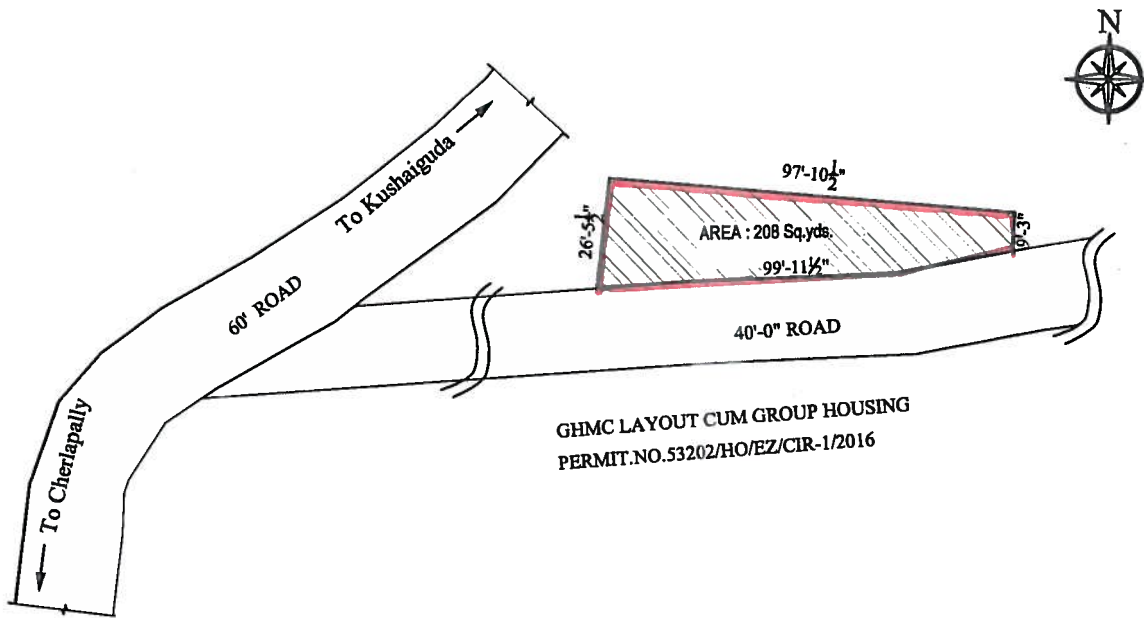 N
97'-10½"
To Kushaiguda
26'-5½"
AREA : 208 Sq.yds.
9'-3"
99'-11½"
60' ROAD
40'-0" ROAD
To Cherlapally
GHMC LAYOUT CUM GROUP HOUSING
PERMIT.NO.53202/HO/EZ/CIR-1/2016